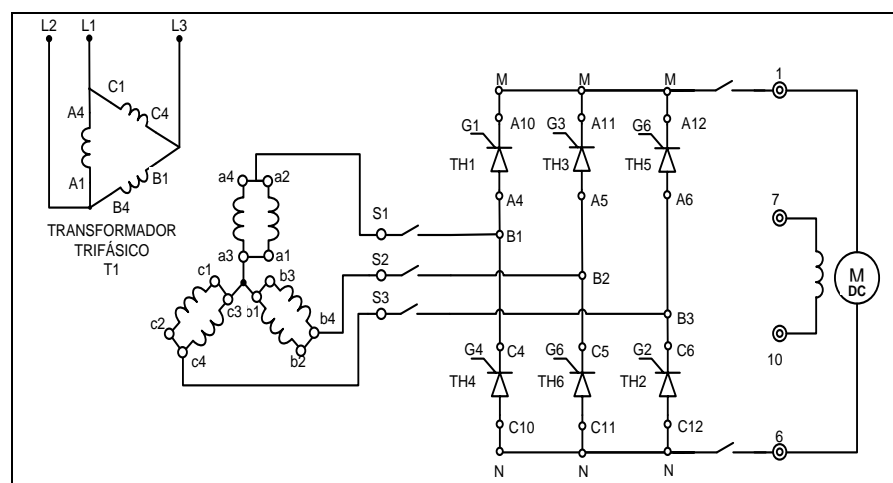 L2 L1 L3
C1
A4 C4
A1 B1
B4
TRANSFORMADOR
TRIFÁSICO
T1
a4 a2
a3 a1
c1 b3
c3 b1 b4
c2
c4 b2
S1
S2
S3
M M M
1
G1 A10 G3 A11 G6 A12
TH1 TH3 TH5
A4 A5 A6
B1
B2
B3
7
M
DC
10
G4 C4 G6 C5 G2 C6
TH4 TH6 TH2
C10 C11 C12
6
N N N